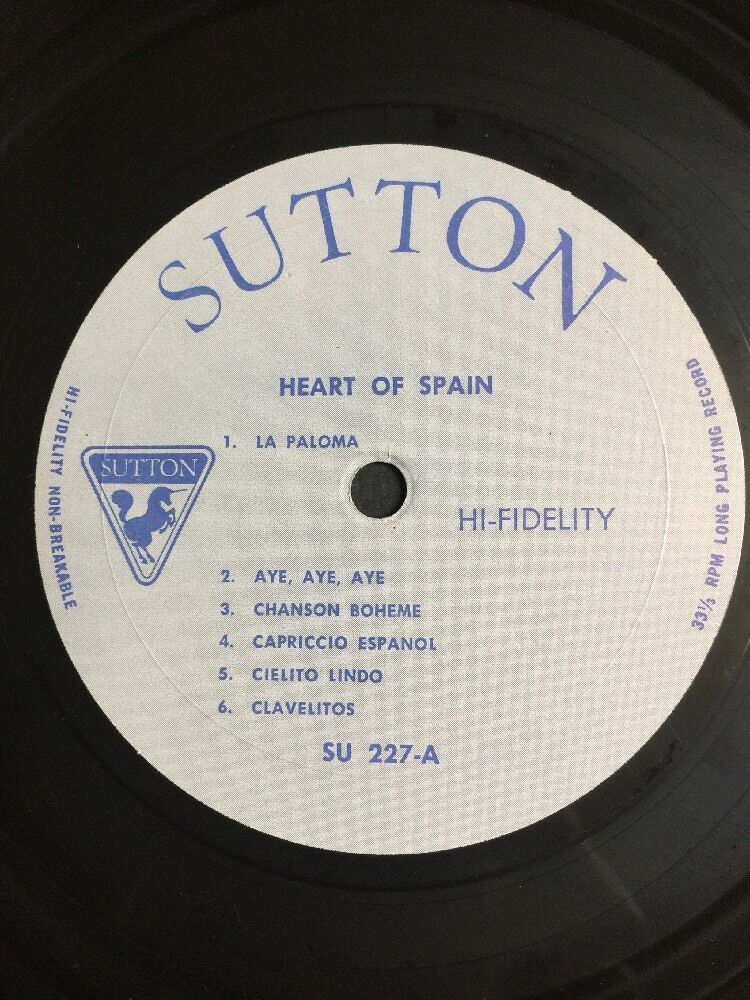 SUTTON
HEART OF SPAIN
1. LA PALOMA
SUTTON
HI-FIDELITY
2. AYE, AYE, AYE
3. CHANSON BOHEME
4. CAPRICCIO ESPANOL
5. CIELITO LINDO
6. CLAVELITOS
SU 227-A
HI-FIDELITY NON-BREAKABLE
33⅓ RPM LONG PLAYING RECORD